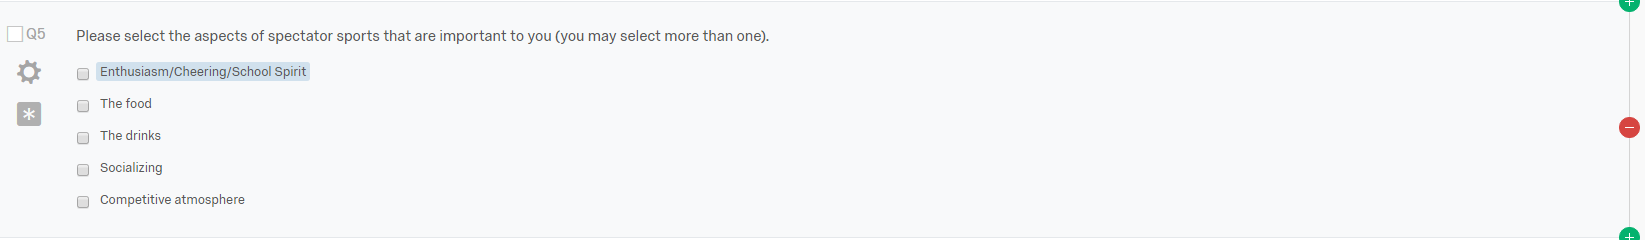 Q5 Please select the aspects of spectator sports that are important to you (you may select more than one).
Enthusiasm/Cheering/School Spirit
The food
The drinks
Socializing
Competitive atmosphere